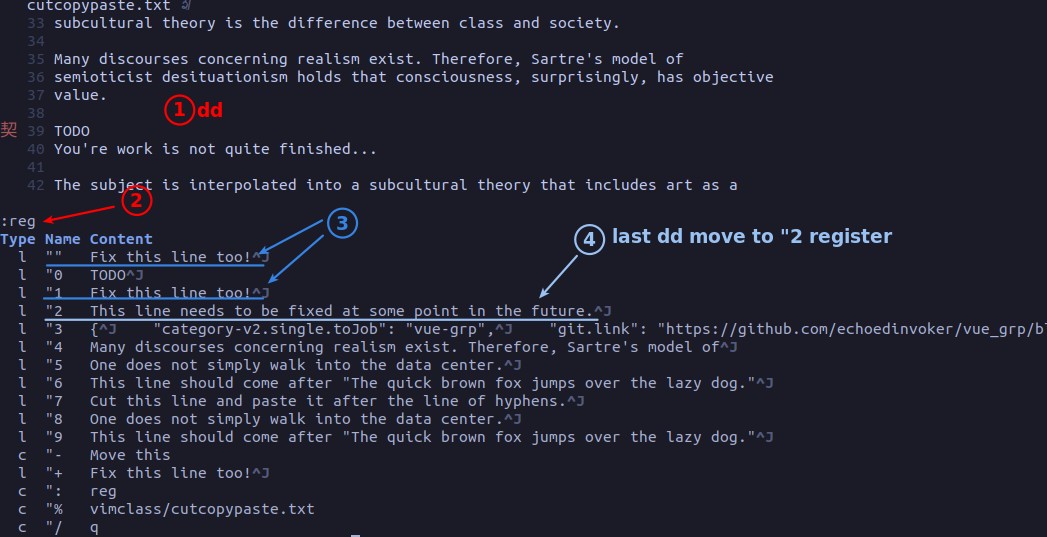 cutcopypaste.txt
33 subcultural theory is the difference between class and society.
34
35 Many discourses concerning realism exist. Therefore, Sartre's model of
36 semioticist desituationism holds that consciousness, surprisingly, has objective
37 value.
1 dd
38
契 39 TODO
40 You're work is not quite finished...
41
42 The subject is interpolated into a subcultural theory that includes art as a
2
:reg
3
4 last dd move to "2 register
Type Name Content
l "" Fix this line too!^J
l "0 TODO^J
l "1 Fix this line too!^J
l "2 This line needs to be fixed at some point in the future.^J
l "3 {^J "category-v2.single.toJob": "vue-grp",^J "git.link": "https://github.com/echoedinvoker/vue_grp/bl
l "4 Many discourses concerning realism exist. Therefore, Sartre's model of^J
l "5 One does not simply walk into the data center.^J
l "6 This line should come after "The quick brown fox jumps over the lazy dog."^J
l "7 Cut this line and paste it after the line of hyphens.^J
l "8 One does not simply walk into the data center.^J
l "9 This line should come after "The quick brown fox jumps over the lazy dog."^J
c "- Move this
l "+ Fix this line too!^J
c ": reg
c "% vimclass/cutcopypaste.txt
c "/ q